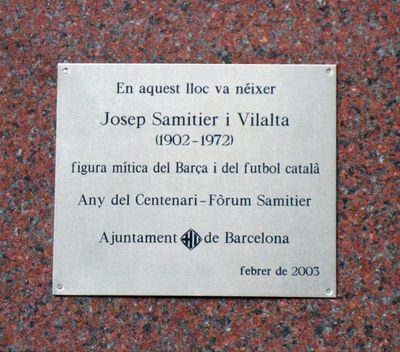 En aquest lloc va néixer
Josep Samitier i Vilalta
(1902-1972)
figura mítica del Barça i del futbol català
Any del Centenari-Fòrum Samitier
Ajuntament de Barcelona
febrer de 2003